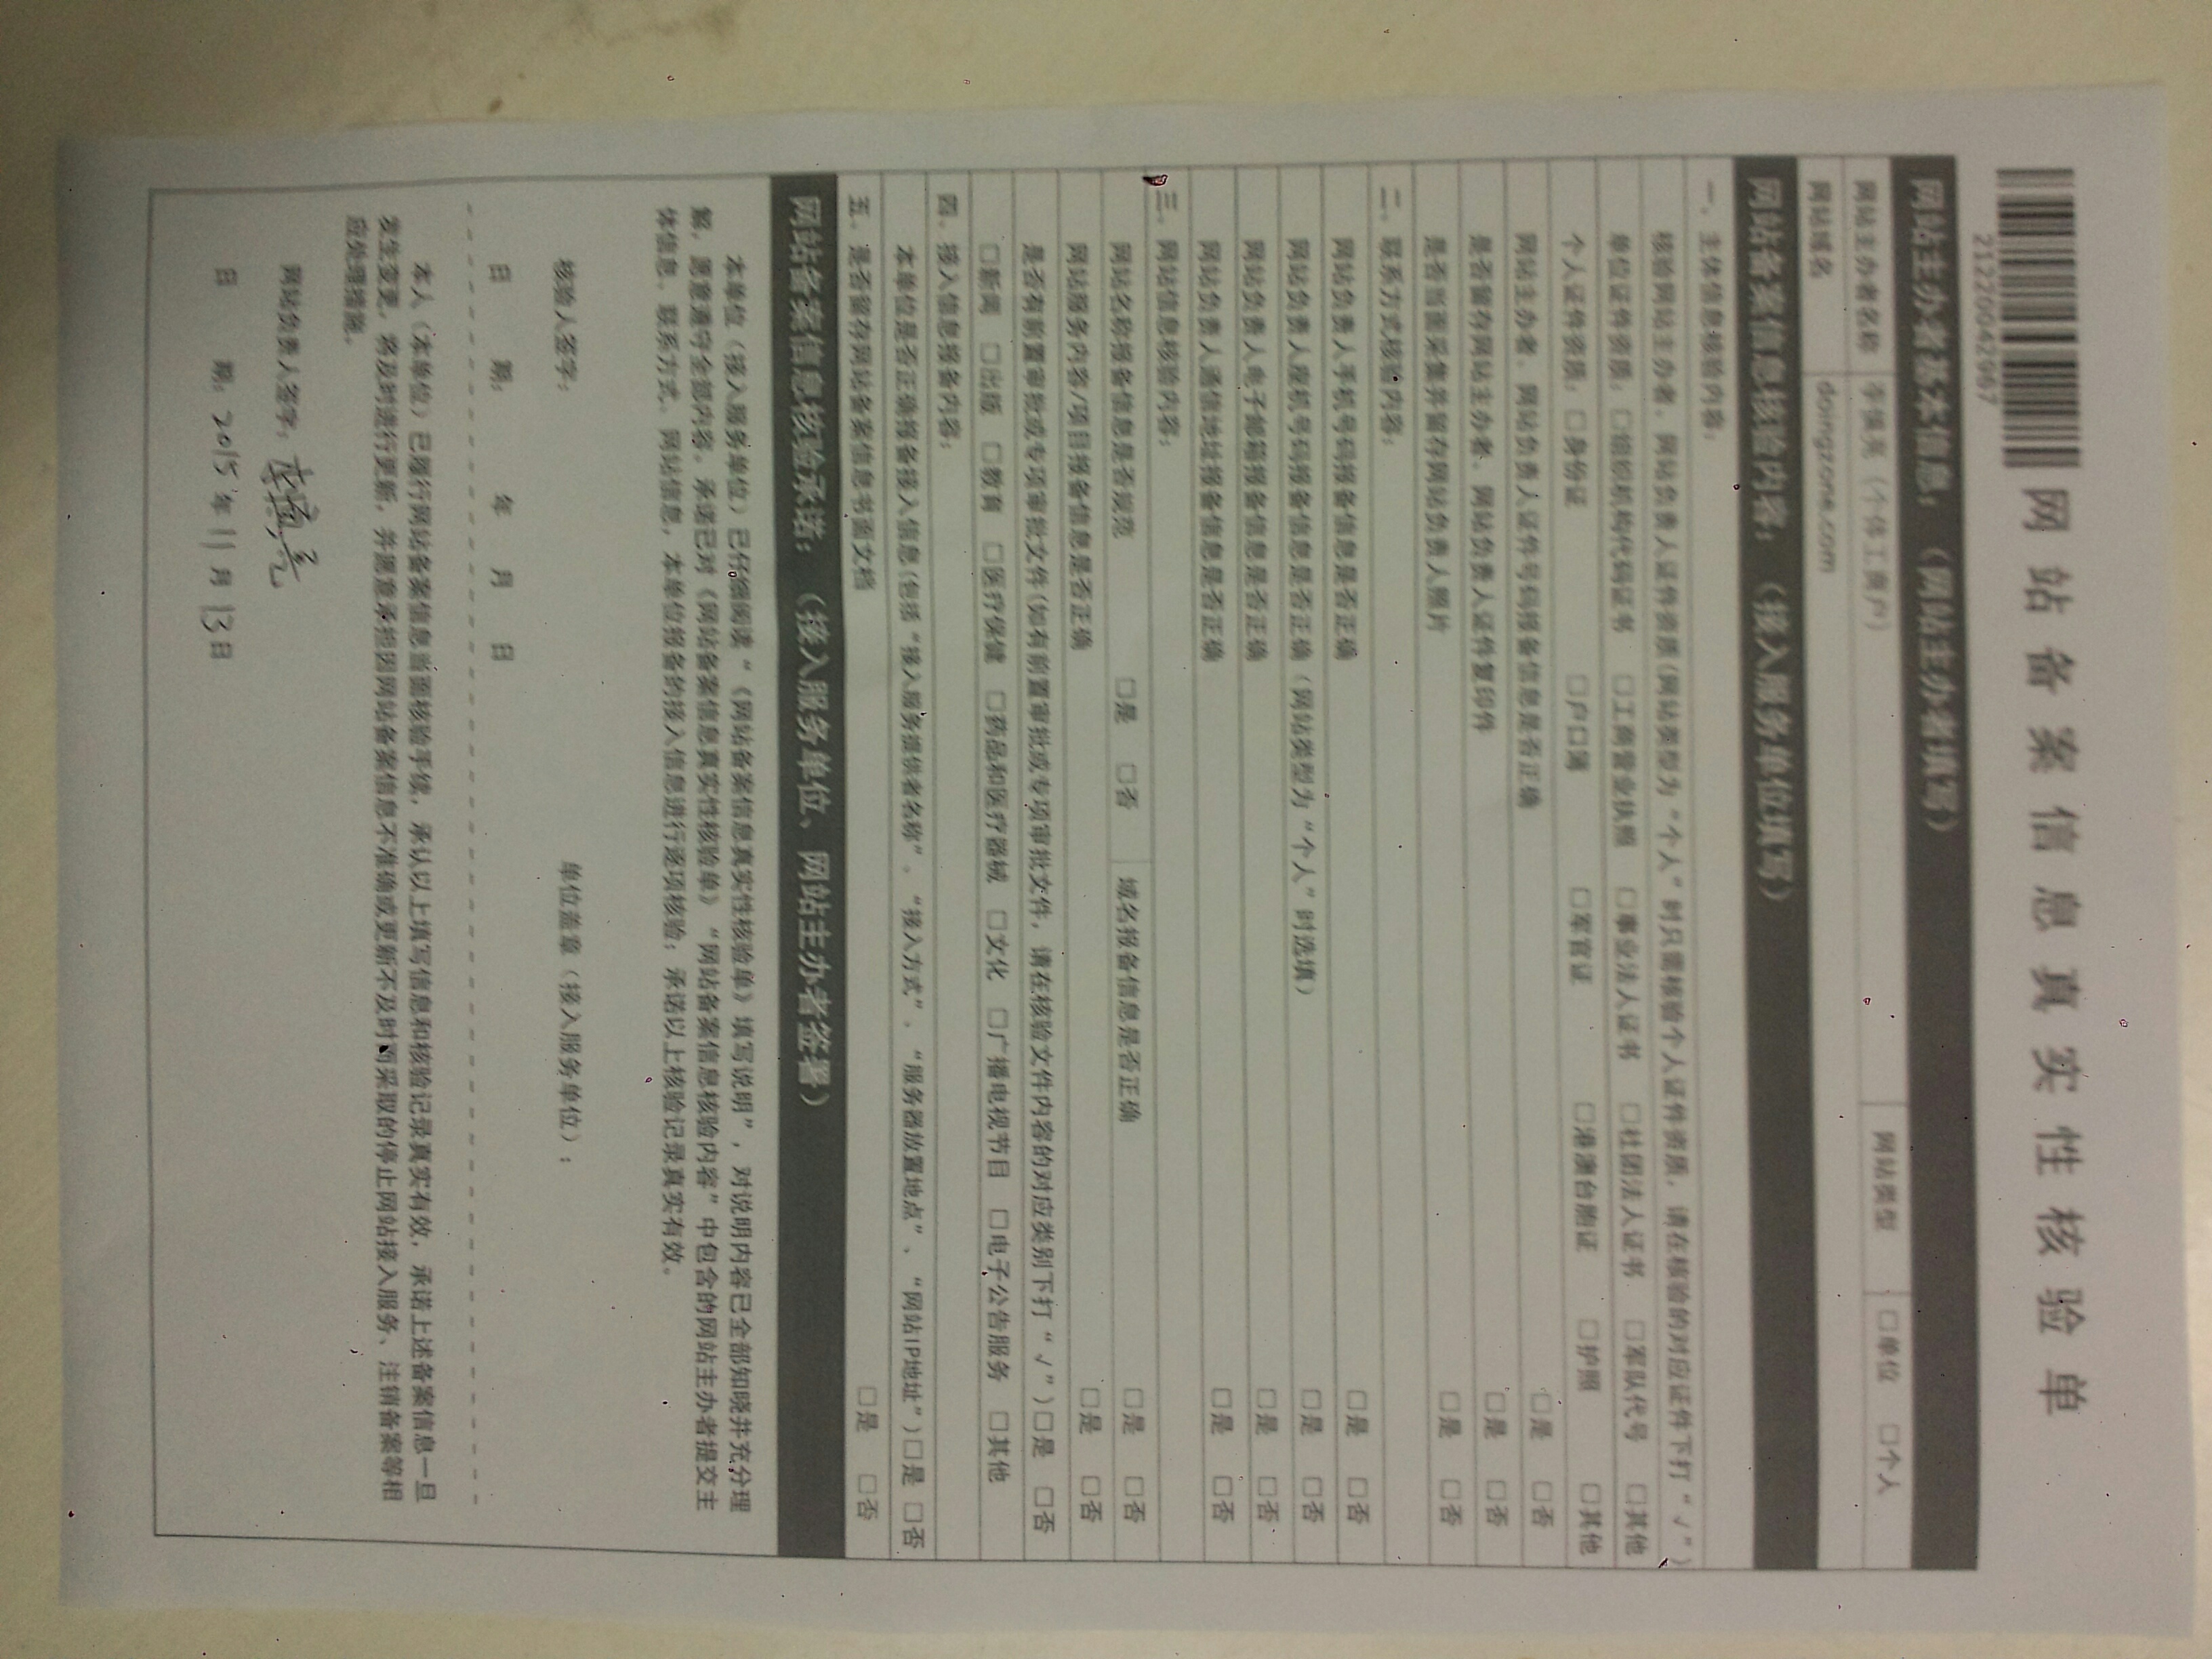 网站备案信息真实性核验单
212200042067
网站主办者基本信息：（网站主办者填写）
网站主办者名称 （个体工商户） 网站类型 □单位 □个人
网站域名 dongzone.com
网站备案信息核验内容：（接入服务单位填写）
一、主体信息核验内容：
核验网站主办者、网站负责人证件资质（网站类型为“个人”时只需核验个人证件资质，请在核验的对应证件下打“√”）
单位证件资质：□组织机构代码证书 □工商营业执照 □事业法人证书 □社团法人证书 □军队代号 □其他
个人证件资质：□身份证 □户口簿 □军官证 □港澳台胞证 □护照 □其他
网站主办者、网站负责人证件号码报备信息是否正确 □是 □否
是否留存网站主办者、网站负责人证件复印件 □是 □否
是否当面采集并留存网站负责人照片 □是 □否
二、联系方式核验内容：
网站负责人手机号码报备信息是否正确 □是 □否
网站负责人座机号码报备信息是否正确（网站类型为“个人”时选填） □是 □否
网站负责人电子邮箱报备信息是否正确 □是 □否
网站负责人通信地址报备信息是否正确 □是 □否
三、网站信息核验内容：
网站名称报备信息是否规范 □是 □否 域名报备信息是否正确 □是 □否
网站服务内容/项目报备信息是否正确 □是 □否
是否有前置审批或专项审批文件（如有前置审批或专项审批文件，请在核验文件内容的对应类别下打“√”）□是 □否
□新闻 □出版 □教育 □医疗保健 □药品和医疗器械 □文化 □广播电视节目 □电子公告服务 □其他
四、接入信息报备内容：
本单位是否正确报备接入信息（包括“接入服务提供者名称”、“接入方式”、“服务器放置地点”、“网站IP地址”）□是 □否
五、是否留存网站备案信息书面文档 □是 □否
网站备案信息核验承诺：（接入服务单位、网站主办者签署）
本单位（接入服务单位）已仔细阅读“《网站备案信息真实性核验单》填写说明”，对说明内容已全部知晓并充分理
解，愿意遵守全部内容。承诺已对《网站备案信息真实性核验单》“网站备案信息核验内容”中包含的网站主办者提交主
体信息、联系方式、网站信息，本单位报备的接入信息进行逐项核验；承诺以上核验记录真实有效。
核验人签字： 单位盖章（接入服务单位）：
日 期： 年 月 日
本人（本单位）已履行网站备案信息当面核验手续，承认以上填写信息和核验记录真实有效，承诺上述备案信息一旦
发生变更，将及时进行更新，并愿意承担因网站备案信息不准确或更新不及时而采取的停止网站接入服务、注销备案等相
应处理措施。
网站负责人签字：
日 期：2015年11月13日